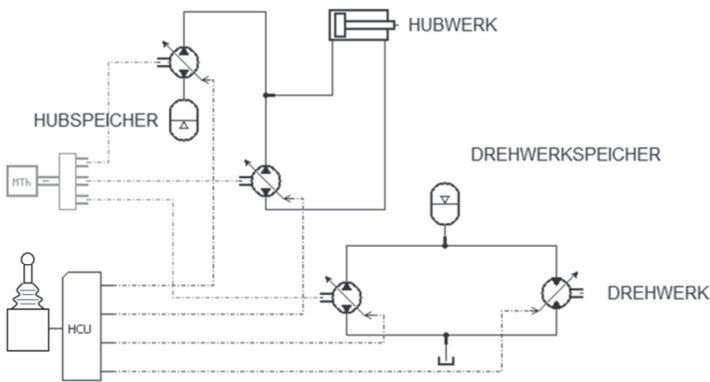 HUBWERK
HUBSPEICHER
DREHWERKSPEICHER
MTh
DREHWERK
HCU